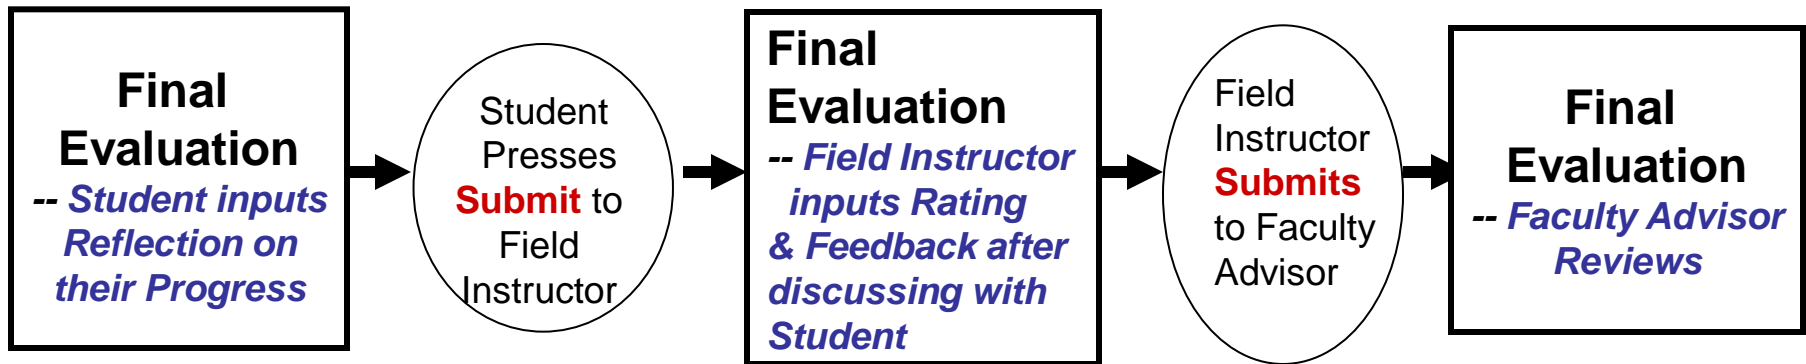 Final
Evaluation
-- Student inputs
Reflection on
their Progress
Student
Presses
Submit to
Field
Instructor
Final
Evaluation
-- Field Instructor
inputs Rating
& Feedback after
discussing with
Student
Field
Instructor
Submits
to Faculty
Advisor
Final
Evaluation
-- Faculty Advisor
Reviews